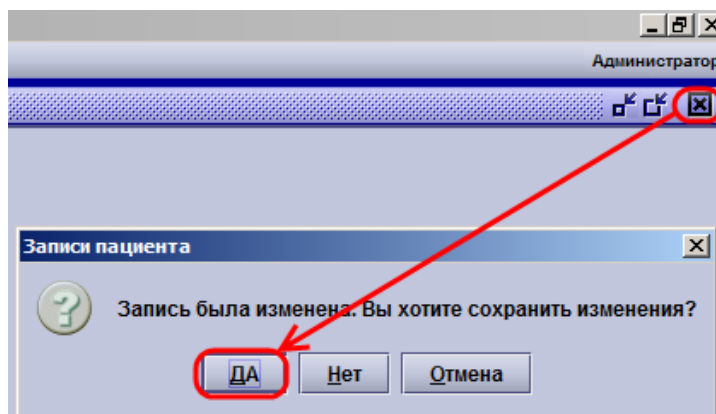 Администратор
Записи пациента
Запись была изменена. Вы хотите сохранить изменения?
ДА
Нет
Отмена